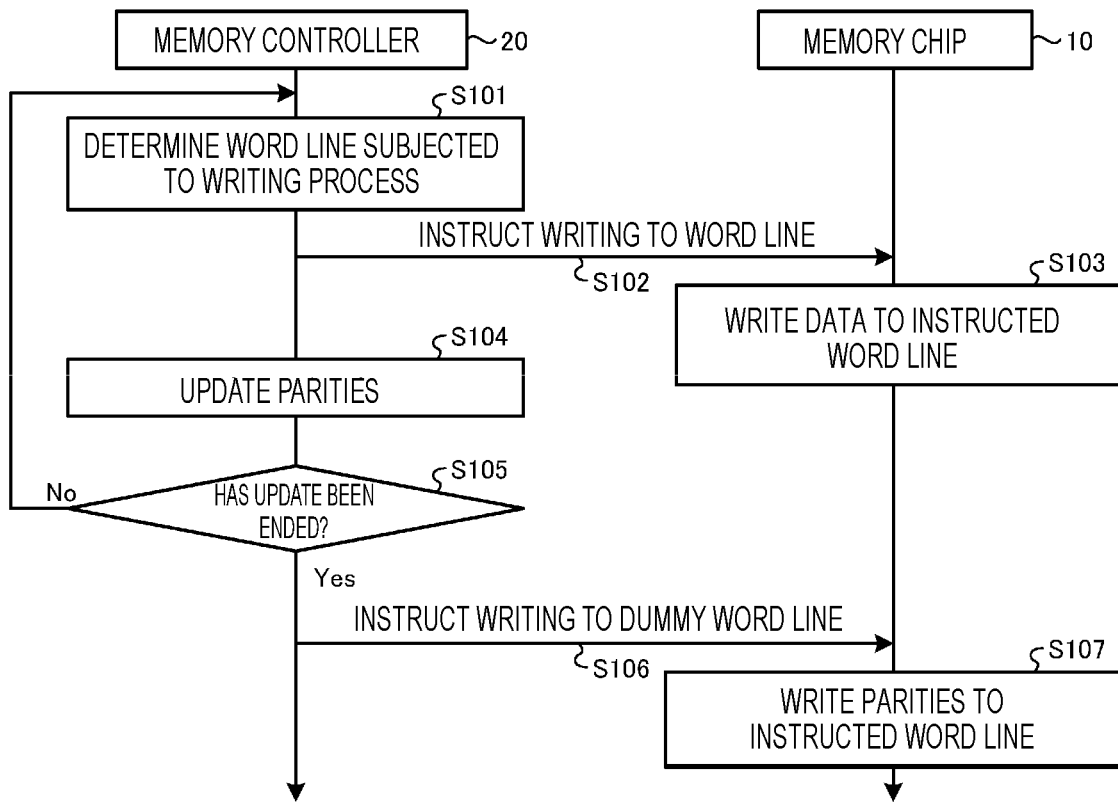 MEMORY CONTROLLER
20
MEMORY CHIP
10
S101
DETERMINE WORD LINE SUBJECTED
TO WRITING PROCESS
INSTRUCT WRITING TO WORD LINE
S102
S103
WRITE DATA TO INSTRUCTED
WORD LINE
S104
UPDATE PARITIES
S105
No
HAS UPDATE BEEN
ENDED?
Yes
INSTRUCT WRITING TO DUMMY WORD LINE
S106
S107
WRITE PARITIES TO
INSTRUCTED WORD LINE